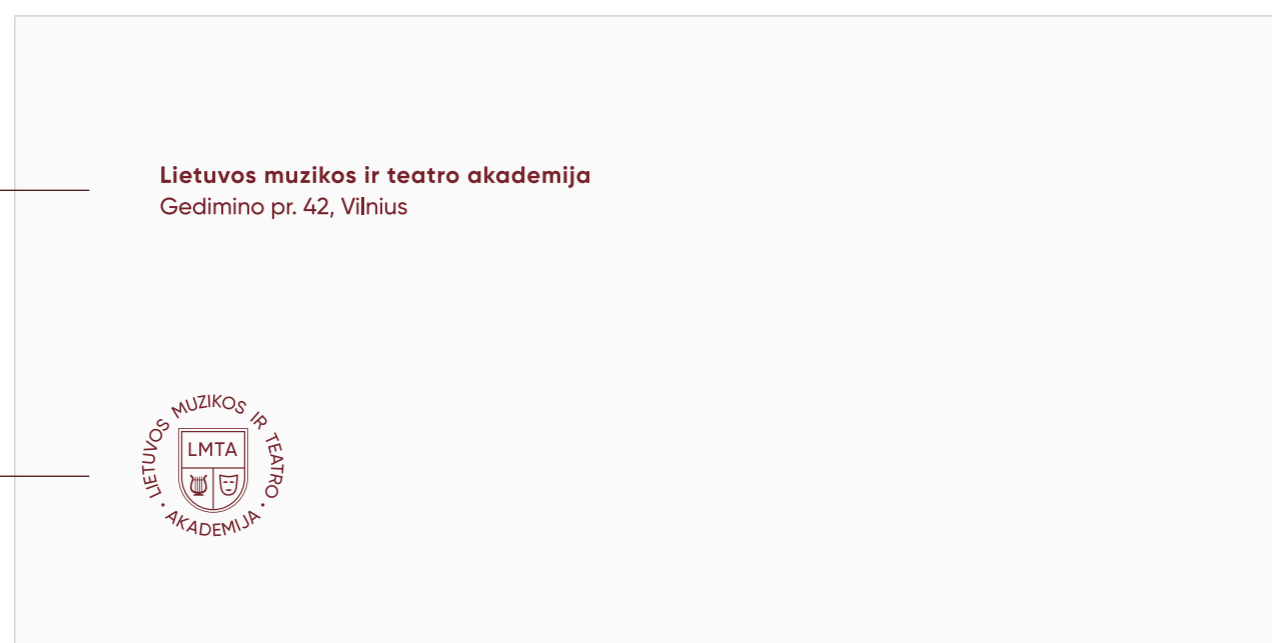 Lietuvos muzikos ir teatro akademija
Gedimino pr. 42, Vilnius
LIETUVOS MUZIKOS IR TEATRO
· AKADEMIJA ·
LMTA